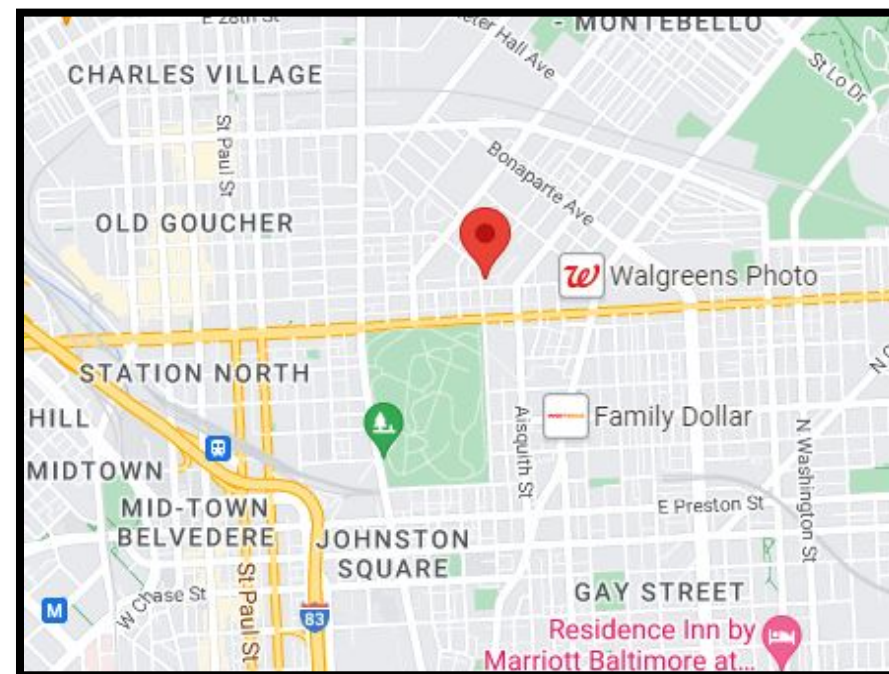 E 28th St
MONTEBELLO
Hall Ave
CHARLES VILLAGE
St Lo Dr
St Paul St
Bonaparte Ave
OLD GOUCHER
Walgreens Photo
STATION NORTH
HILL
Aisquith St
Family Dollar
N Washington St
MIDTOWN
MID-TOWN
BELVEDERE
E Preston St
JOHNSTON
SQUARE
W Chase St
St Paul St
GAY STREET
M
83
Residence Inn by
Marriott Baltimore at...